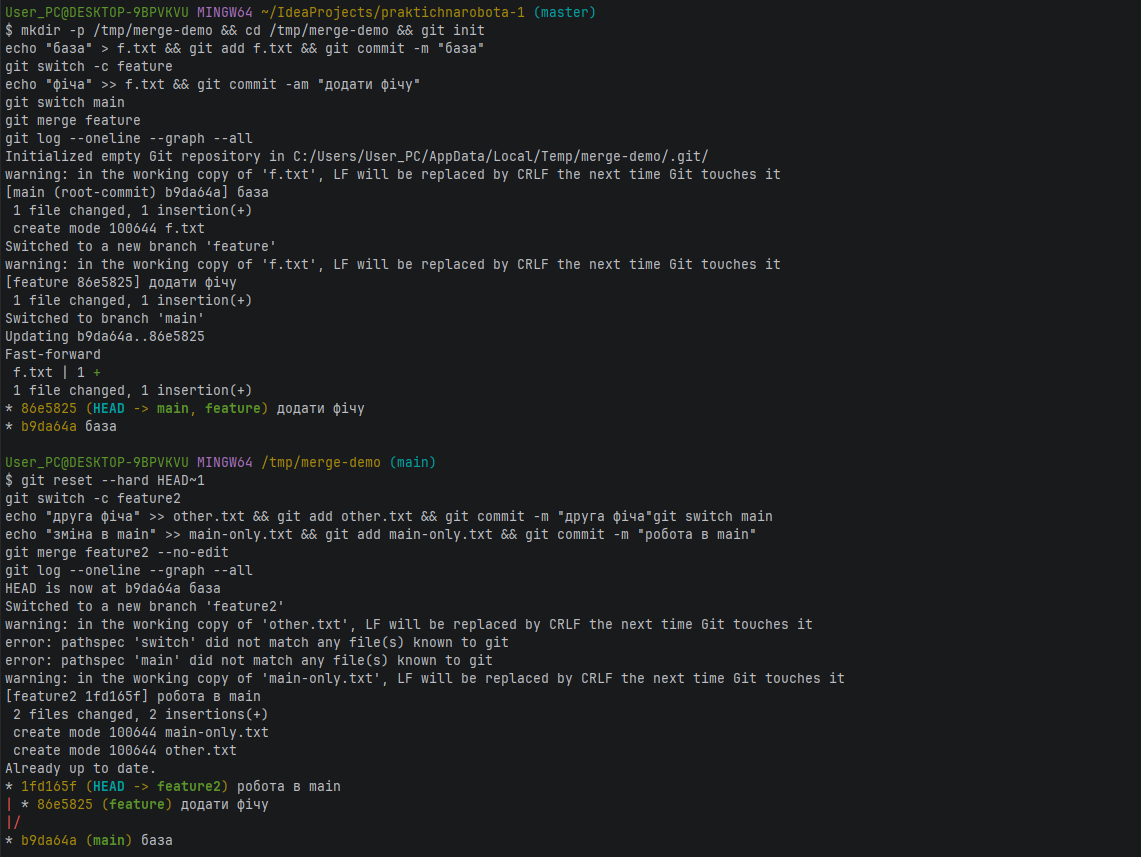 User_PC@DESKTOP-9BPVKVU MINGW64 ~/IdeaProjects/praktichnarobota-1 (master)
$ mkdir -p /tmp/merge-demo && cd /tmp/merge-demo && git init
echo "база" > f.txt && git add f.txt && git commit -m "база"
git switch -c feature
echo "фіча" >> f.txt && git commit -am "додати фічу"
git switch main
git merge feature
git log --oneline --graph --all
Initialized empty Git repository in C:/Users/User_PC/AppData/Local/Temp/merge-demo/.git/
warning: in the working copy of 'f.txt', LF will be replaced by CRLF the next time Git touches it
[main (root-commit) b9da64a] база
 1 file changed, 1 insertion(+)
 create mode 100644 f.txt
Switched to a new branch 'feature'
warning: in the working copy of 'f.txt', LF will be replaced by CRLF the next time Git touches it
[feature 86e5825] додати фічу
 1 file changed, 1 insertion(+)
Switched to branch 'main'
Updating b9da64a..86e5825
Fast-forward
 f.txt | 1 +
 1 file changed, 1 insertion(+)
* 86e5825 (HEAD -> main, feature) додати фічу
* b9da64a база

User_PC@DESKTOP-9BPVKVU MINGW64 /tmp/merge-demo (main)
$ git reset --hard HEAD~1
git switch -c feature2
echo "друга фіча" >> other.txt && git add other.txt && git commit -m "друга фіча"git switch main
echo "зміна в main" >> main-only.txt && git add main-only.txt && git commit -m "робота в main"
git merge feature2 --no-edit
git log --oneline --graph --all
HEAD is now at b9da64a база
Switched to a new branch 'feature2'
warning: in the working copy of 'other.txt', LF will be replaced by CRLF the next time Git touches it
error: pathspec 'switch' did not match any file(s) known to git
error: pathspec 'main' did not match any file(s) known to git
warning: in the working copy of 'main-only.txt', LF will be replaced by CRLF the next time Git touches it
[feature2 1fd165f] робота в main
 2 files changed, 2 insertions(+)
 create mode 100644 main-only.txt
 create mode 100644 other.txt
Already up to date.
* 1fd165f (HEAD -> feature2) робота в main
| * 86e5825 (feature) додати фічу
|/
* b9da64a (main) база